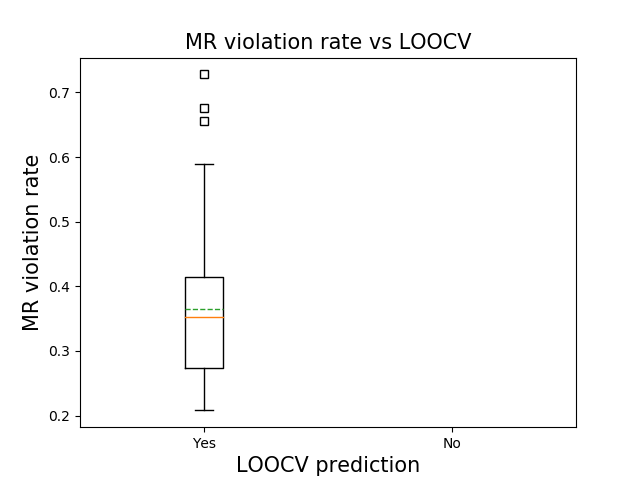 MR violation rate vs LOOCV
MR violation rate
0.7
0.6
0.5
0.4
0.3
0.2
Yes
No
LOOCV prediction